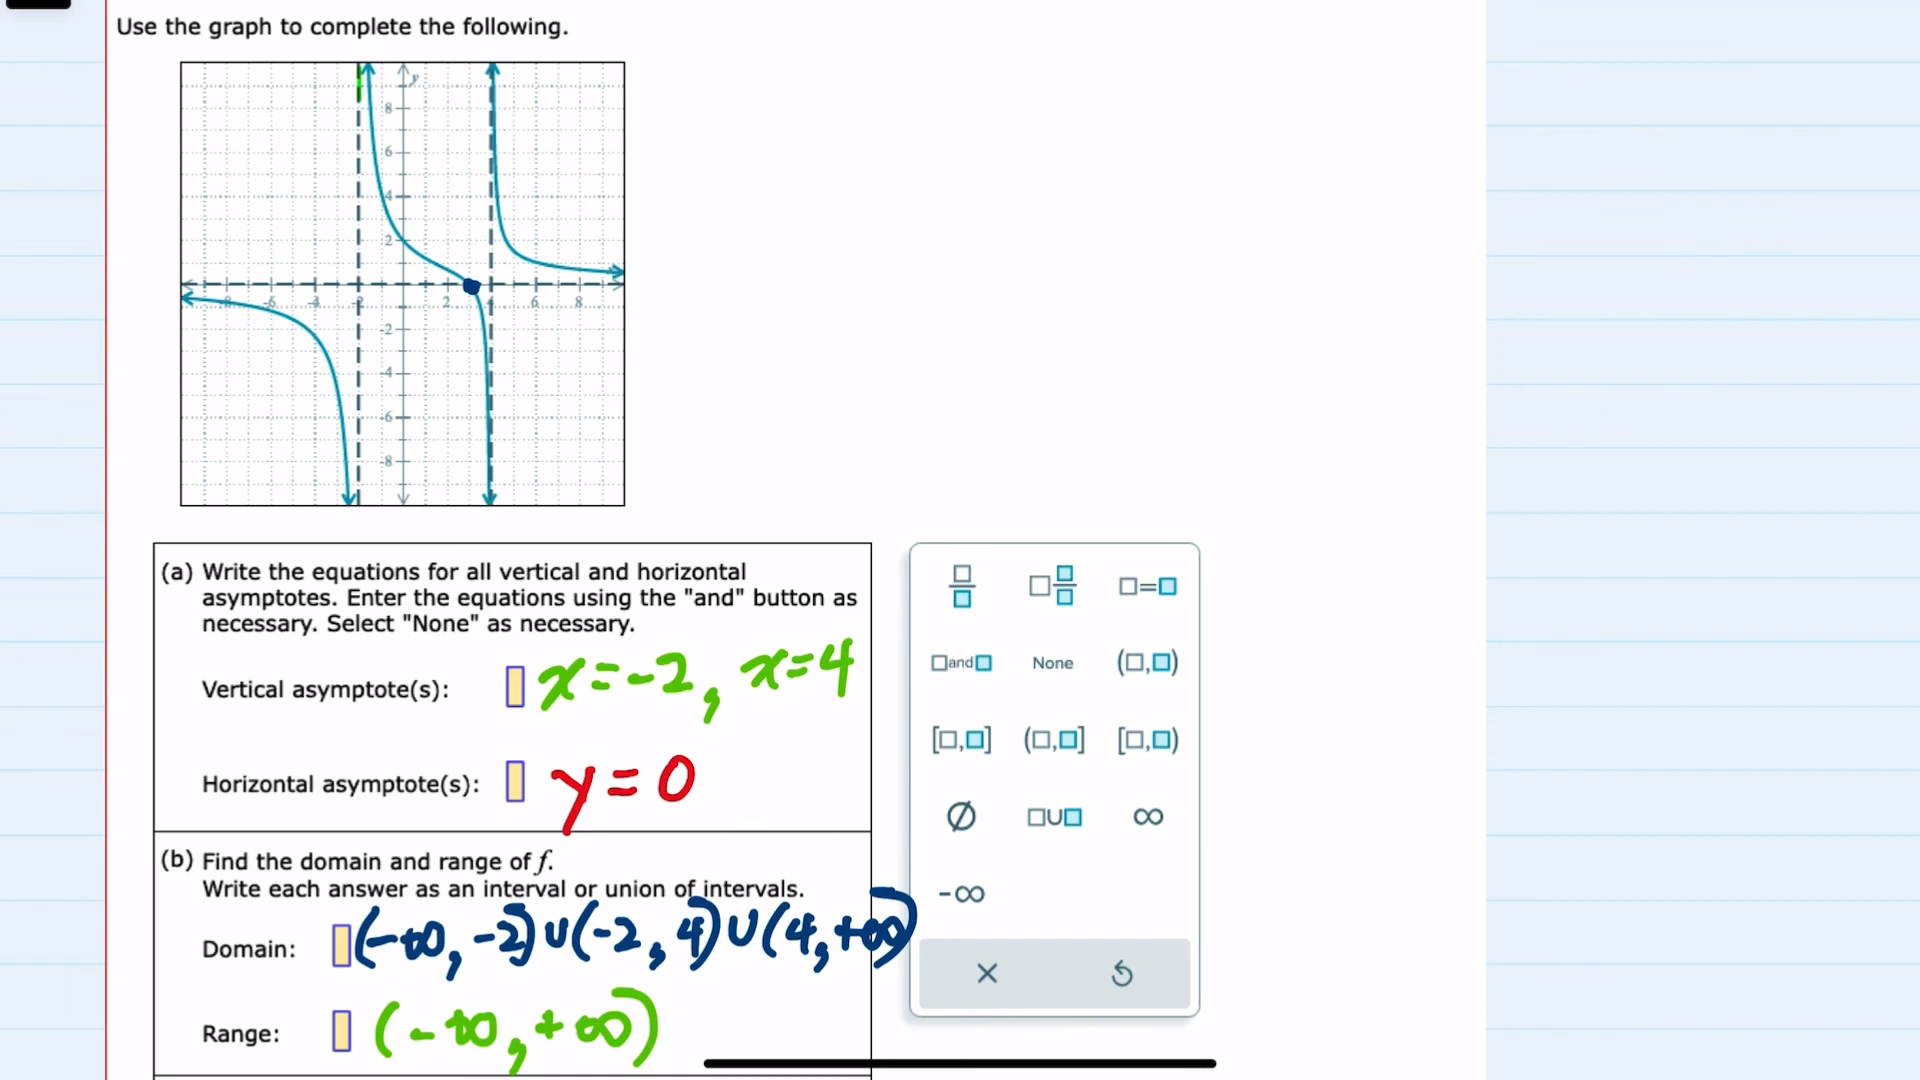 Use the graph to complete the following.
y
8
6
4
2
-8 -6 -4 -2 2 4 6 8
-2
-4
-6
-8
(a) Write the equations for all vertical and horizontal
asymptotes. Enter the equations using the "and" button as
necessary. Select "None" as necessary.
Vertical asymptote(s): x=-2, x=4
Horizontal asymptote(s): y=0
(b) Find the domain and range of f.
Write each answer as an interval or union of intervals.
Domain: (-∞, -2)∪(-2, 4)∪(4, +∞)
Range: (-∞, +∞)
□/□ □□/□ □=□
□and□ None (□,□)
[□,□] (□,□] [□,□)
∅ □∪□ ∞
-∞